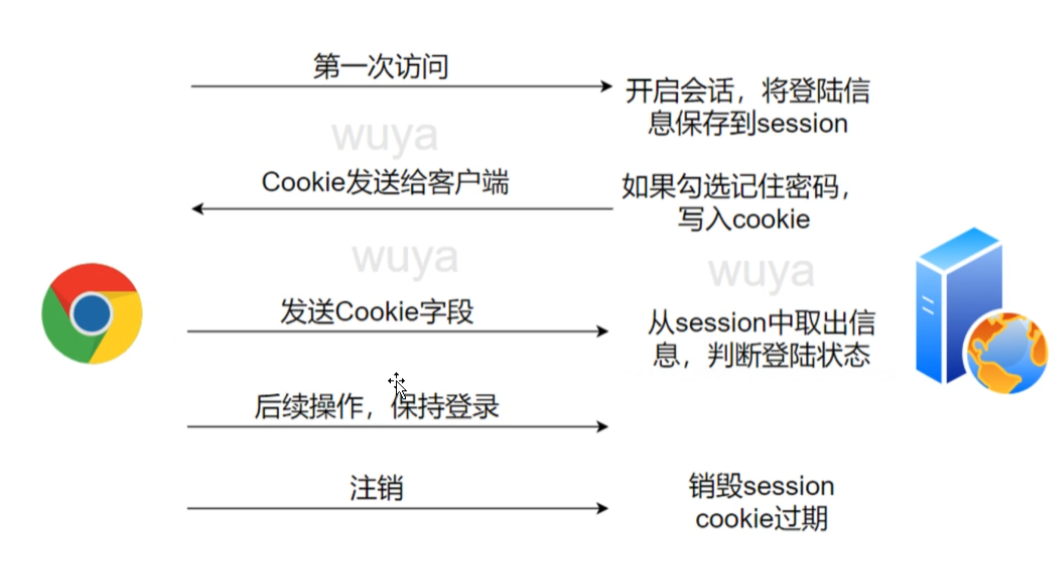 第一次访问
开启会话，将登陆信
息保存到session
wuya
Cookie发送给客户端
如果勾选记住密码，
写入cookie
wuya
wuya
发送Cookie字段
从session中取出信
息，判断登陆状态
后续操作，保持登录
注销
销毁session
cookie过期